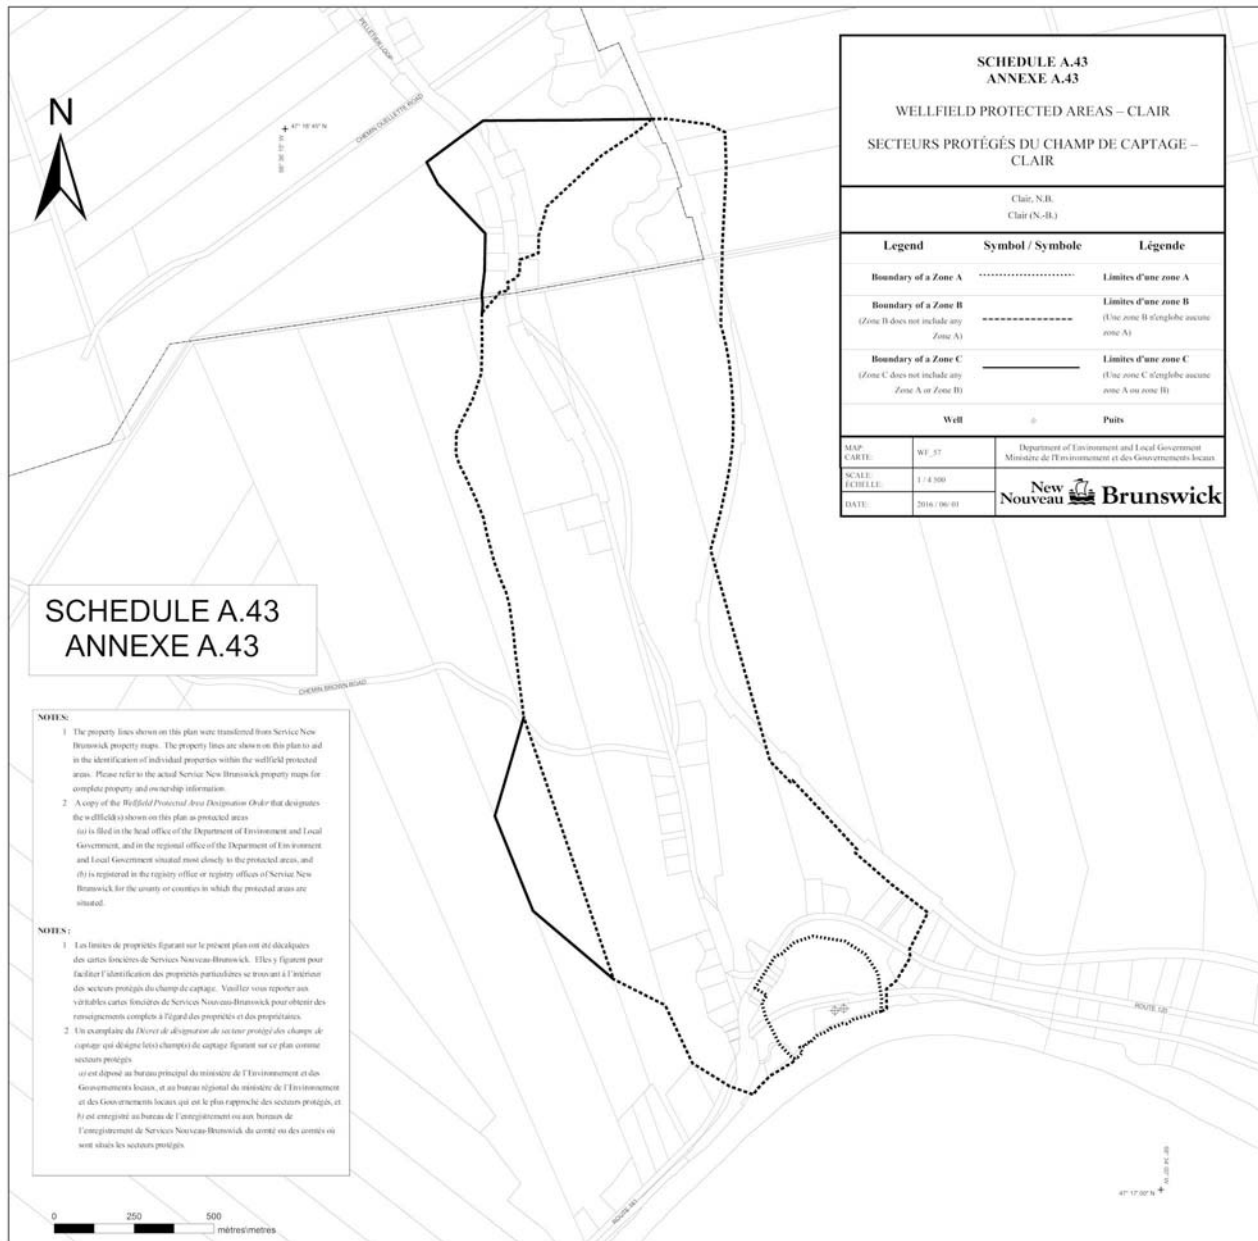 PELLETIER LOOP
CHEMIN OUELLETTE ROAD
N
SCHEDULE A.43
ANNEXE A.43
WELLFIELD PROTECTED AREAS – CLAIR
SECTEURS PROTÉGÉS DU CHAMP DE CAPTAGE –
CLAIR
Clair, N.B.
Clair (N.-B.)
Legend Symbol / Symbole Légende
Boundary of a Zone A Limites d'une zone A
Boundary of a Zone B Limites d'une zone B
(Zone B does not include any (Une zone B n'englobe aucune
Zone A) zone A)
Boundary of a Zone C Limites d'une zone C
(Zone C does not include any (Une zone C n'englobe aucune
Zone A or Zone B) zone A ou zone B)
Well Puits
MAP: WF_57 Department of Environment and Local Government
CARTE: Ministère de l'Environnement et des Gouvernements locaux
SCALE: 1 / 4 500
ÉCHELLE:
DATE: 2016 / 06/ 01
New Nouveau Brunswick
SCHEDULE A.43
ANNEXE A.43
CHEMIN BROWN ROAD
NOTES:
1 The property lines shown on this plan were transferred from Service New
Brunswick property maps. The property lines are shown on this plan to aid
in the identification of individual properties within the wellfield protected
areas. Please refer to the actual Service New Brunswick property maps for
complete property and ownership information.
2 A copy of the Wellfield Protected Area Designation Order that designates
the wellfield(s) shown on this plan as protected areas
(a) is filed in the head office of the Department of Environment and Local
Government, and in the regional office of the Department of Environment
and Local Government situated most closely to the protected areas, and
(b) is registered in the registry office or registry offices of Service New
Brunswick for the county or counties in which the protected areas are
situated.
NOTES :
1 Les limites de propriétés figurant sur le présent plan ont été décalquées
des cartes foncières de Services Nouveau-Brunswick. Elles y figurent pour
faciliter l'identification des propriétés particulières se trouvant à l'intérieur
des secteurs protégés du champ de captage. Veuillez vous reporter aux
véritables cartes foncières de Services Nouveau-Brunswick pour obtenir des
renseignements complets à l'égard des propriétés et des propriétaires.
2 Un exemplaire du Décret de désignation du secteur protégé des champs de
captage qui désigne le(s) champ(s) de captage figurant sur ce plan comme
secteurs protégés
a) est déposé au bureau principal du ministère de l'Environnement et des
Gouvernements locaux, et au bureau régional du ministère de l'Environnement
et des Gouvernements locaux qui est le plus rapproché des secteurs protégés, et
b) est enregistré au bureau de l'enregistrement ou aux bureaux de
l'enregistrement de Services Nouveau-Brunswick du comté ou des comtés où
sont situés les secteurs protégés.
ROUTE 120
ROUTE 161
47° 17' 00" N
0 250 500
mètres\metres